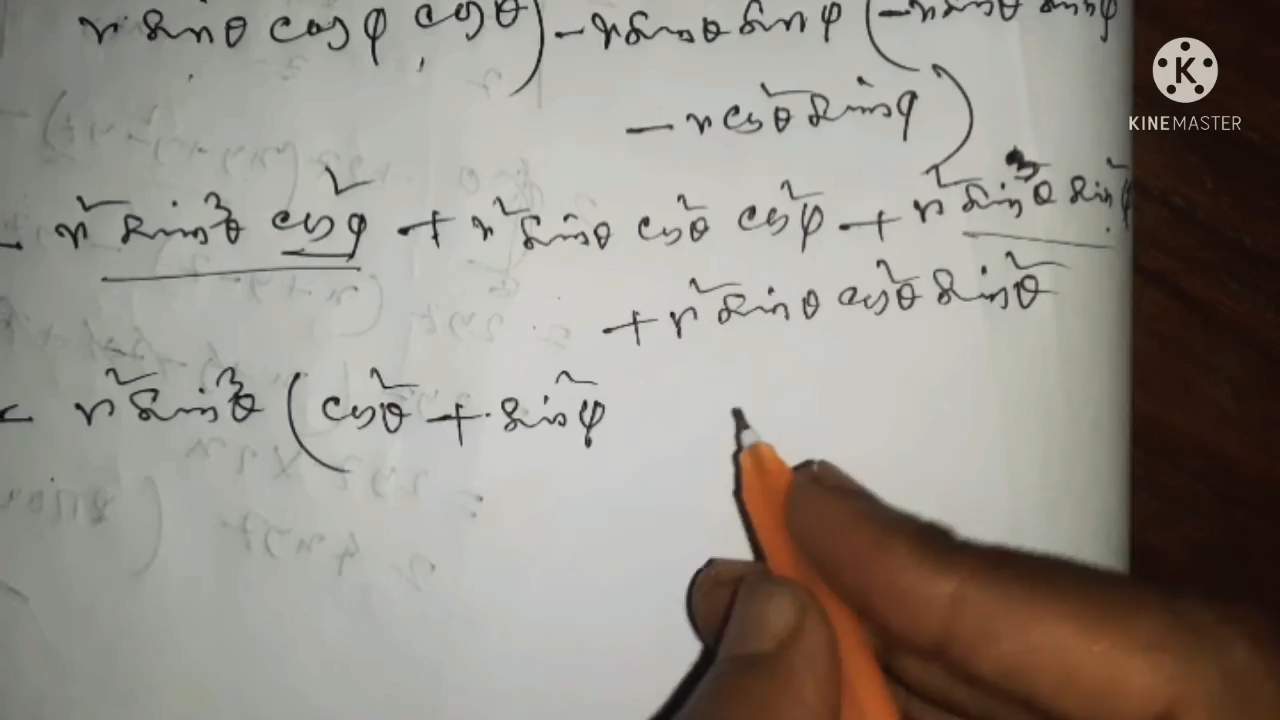 r sinθ cosφ cosθ) - r sinθ sinφ (- r sinθ sinφ
- r cos²θ sinφ)
= r² sin³θ cos²φ + r² sinθ cos²θ cos²φ + r² sin³θ sin²φ
+ r² sinθ cos²θ sin²θ
= r² sin³θ (cos²θ + sin²φ
KINEMASTER